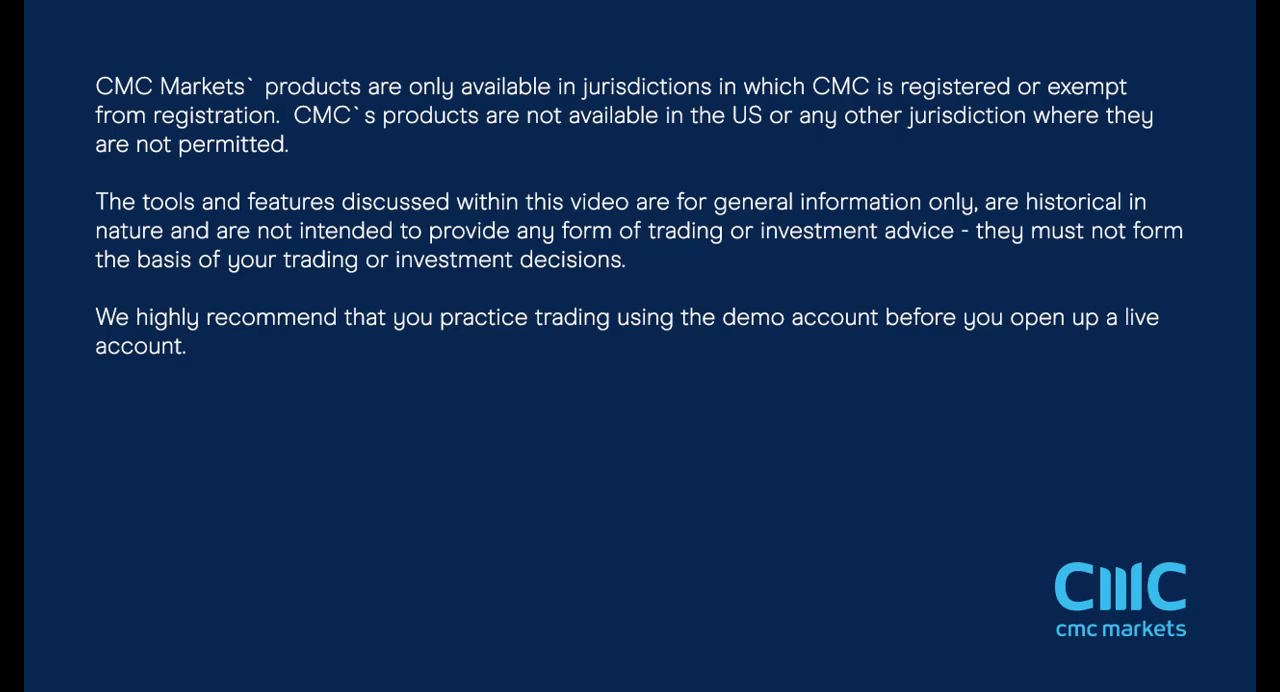 CMC Markets` products are only available in jurisdictions in which CMC is registered or exempt
from registration.  CMC`s products are not available in the US or any other jurisdiction where they
are not permitted.
The tools and features discussed within this video are for general information only, are historical in
nature and are not intended to provide any form of trading or investment advice - they must not form
the basis of your trading or investment decisions.
We highly recommend that you practice trading using the demo account before you open up a live
account.
CMC
cmc markets